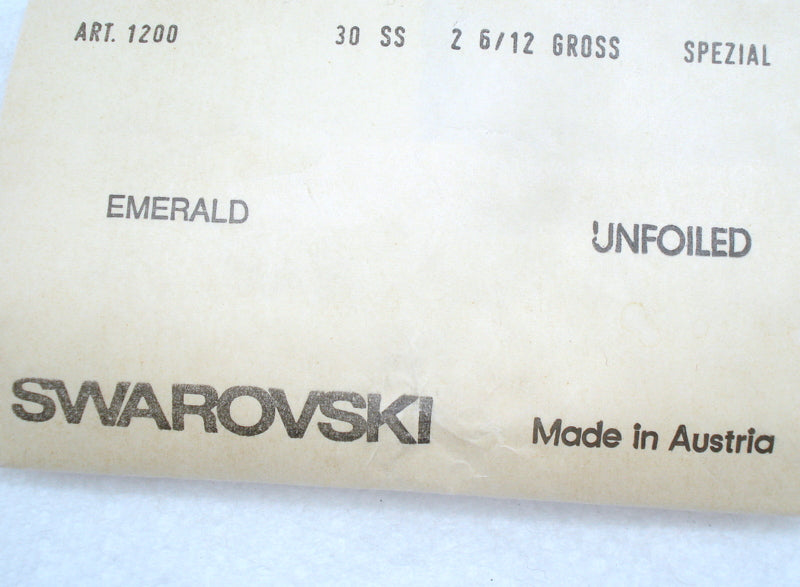 ART. 1200 30 SS 2 6/12 GROSS SPEZIAL
EMERALD
UNFOILED
SWAROVSKI
Made in Austria